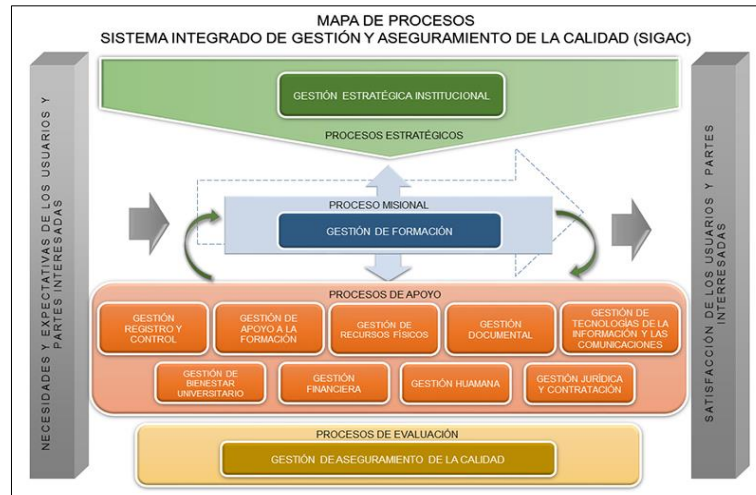 MAPA DE PROCESOS
SISTEMA INTEGRADO DE GESTIÓN Y ASEGURAMIENTO DE LA CALIDAD (SIGAC)
NECESIDADES Y EXPECTATIVAS DE LOS USUARIOS Y
PARTES INTERESADAS
GESTIÓN ESTRATÉGICA INSTITUCIONAL
PROCESOS ESTRATÉGICOS
PROCESO MISIONAL
GESTIÓN DE FORMACIÓN
PROCESOS DE APOYO
GESTIÓN
REGISTRO Y
CONTROL
GESTIÓN DE
APOYO A LA
FORMACIÓN
GESTIÓN DE
RECURSOS FÍSICOS
GESTIÓN
DOCUMENTAL
GESTIÓN DE
TECNOLOGÍAS DE LA
INFORMACIÓN Y LAS
COMUNICACIONES
GESTIÓN DE
BIENESTAR
UNIVERSITARIO
GESTIÓN
FINANCIERA
GESTIÓN HUAMANA
GESTIÓN JURÍDICA
Y CONTRATACIÓN
PROCESOS DE EVALUACIÓN
GESTIÓN DE ASEGURAMIENTO DE LA CALIDAD
SATISFACCIÓN DE LOS USUARIOS Y PARTES
INTERRESADAS